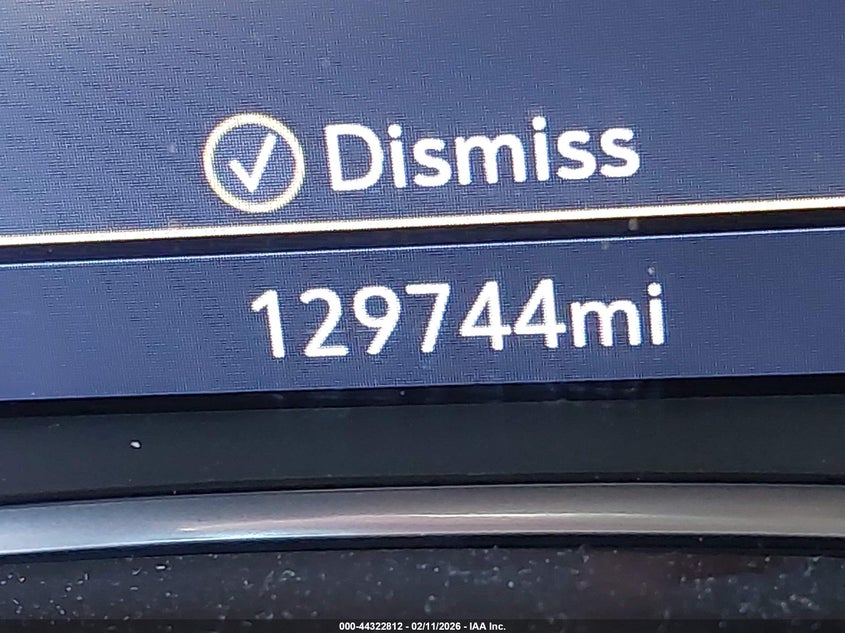 Dismiss
129744mi
000-44322812 - 02/11/2026 - IAA Inc.